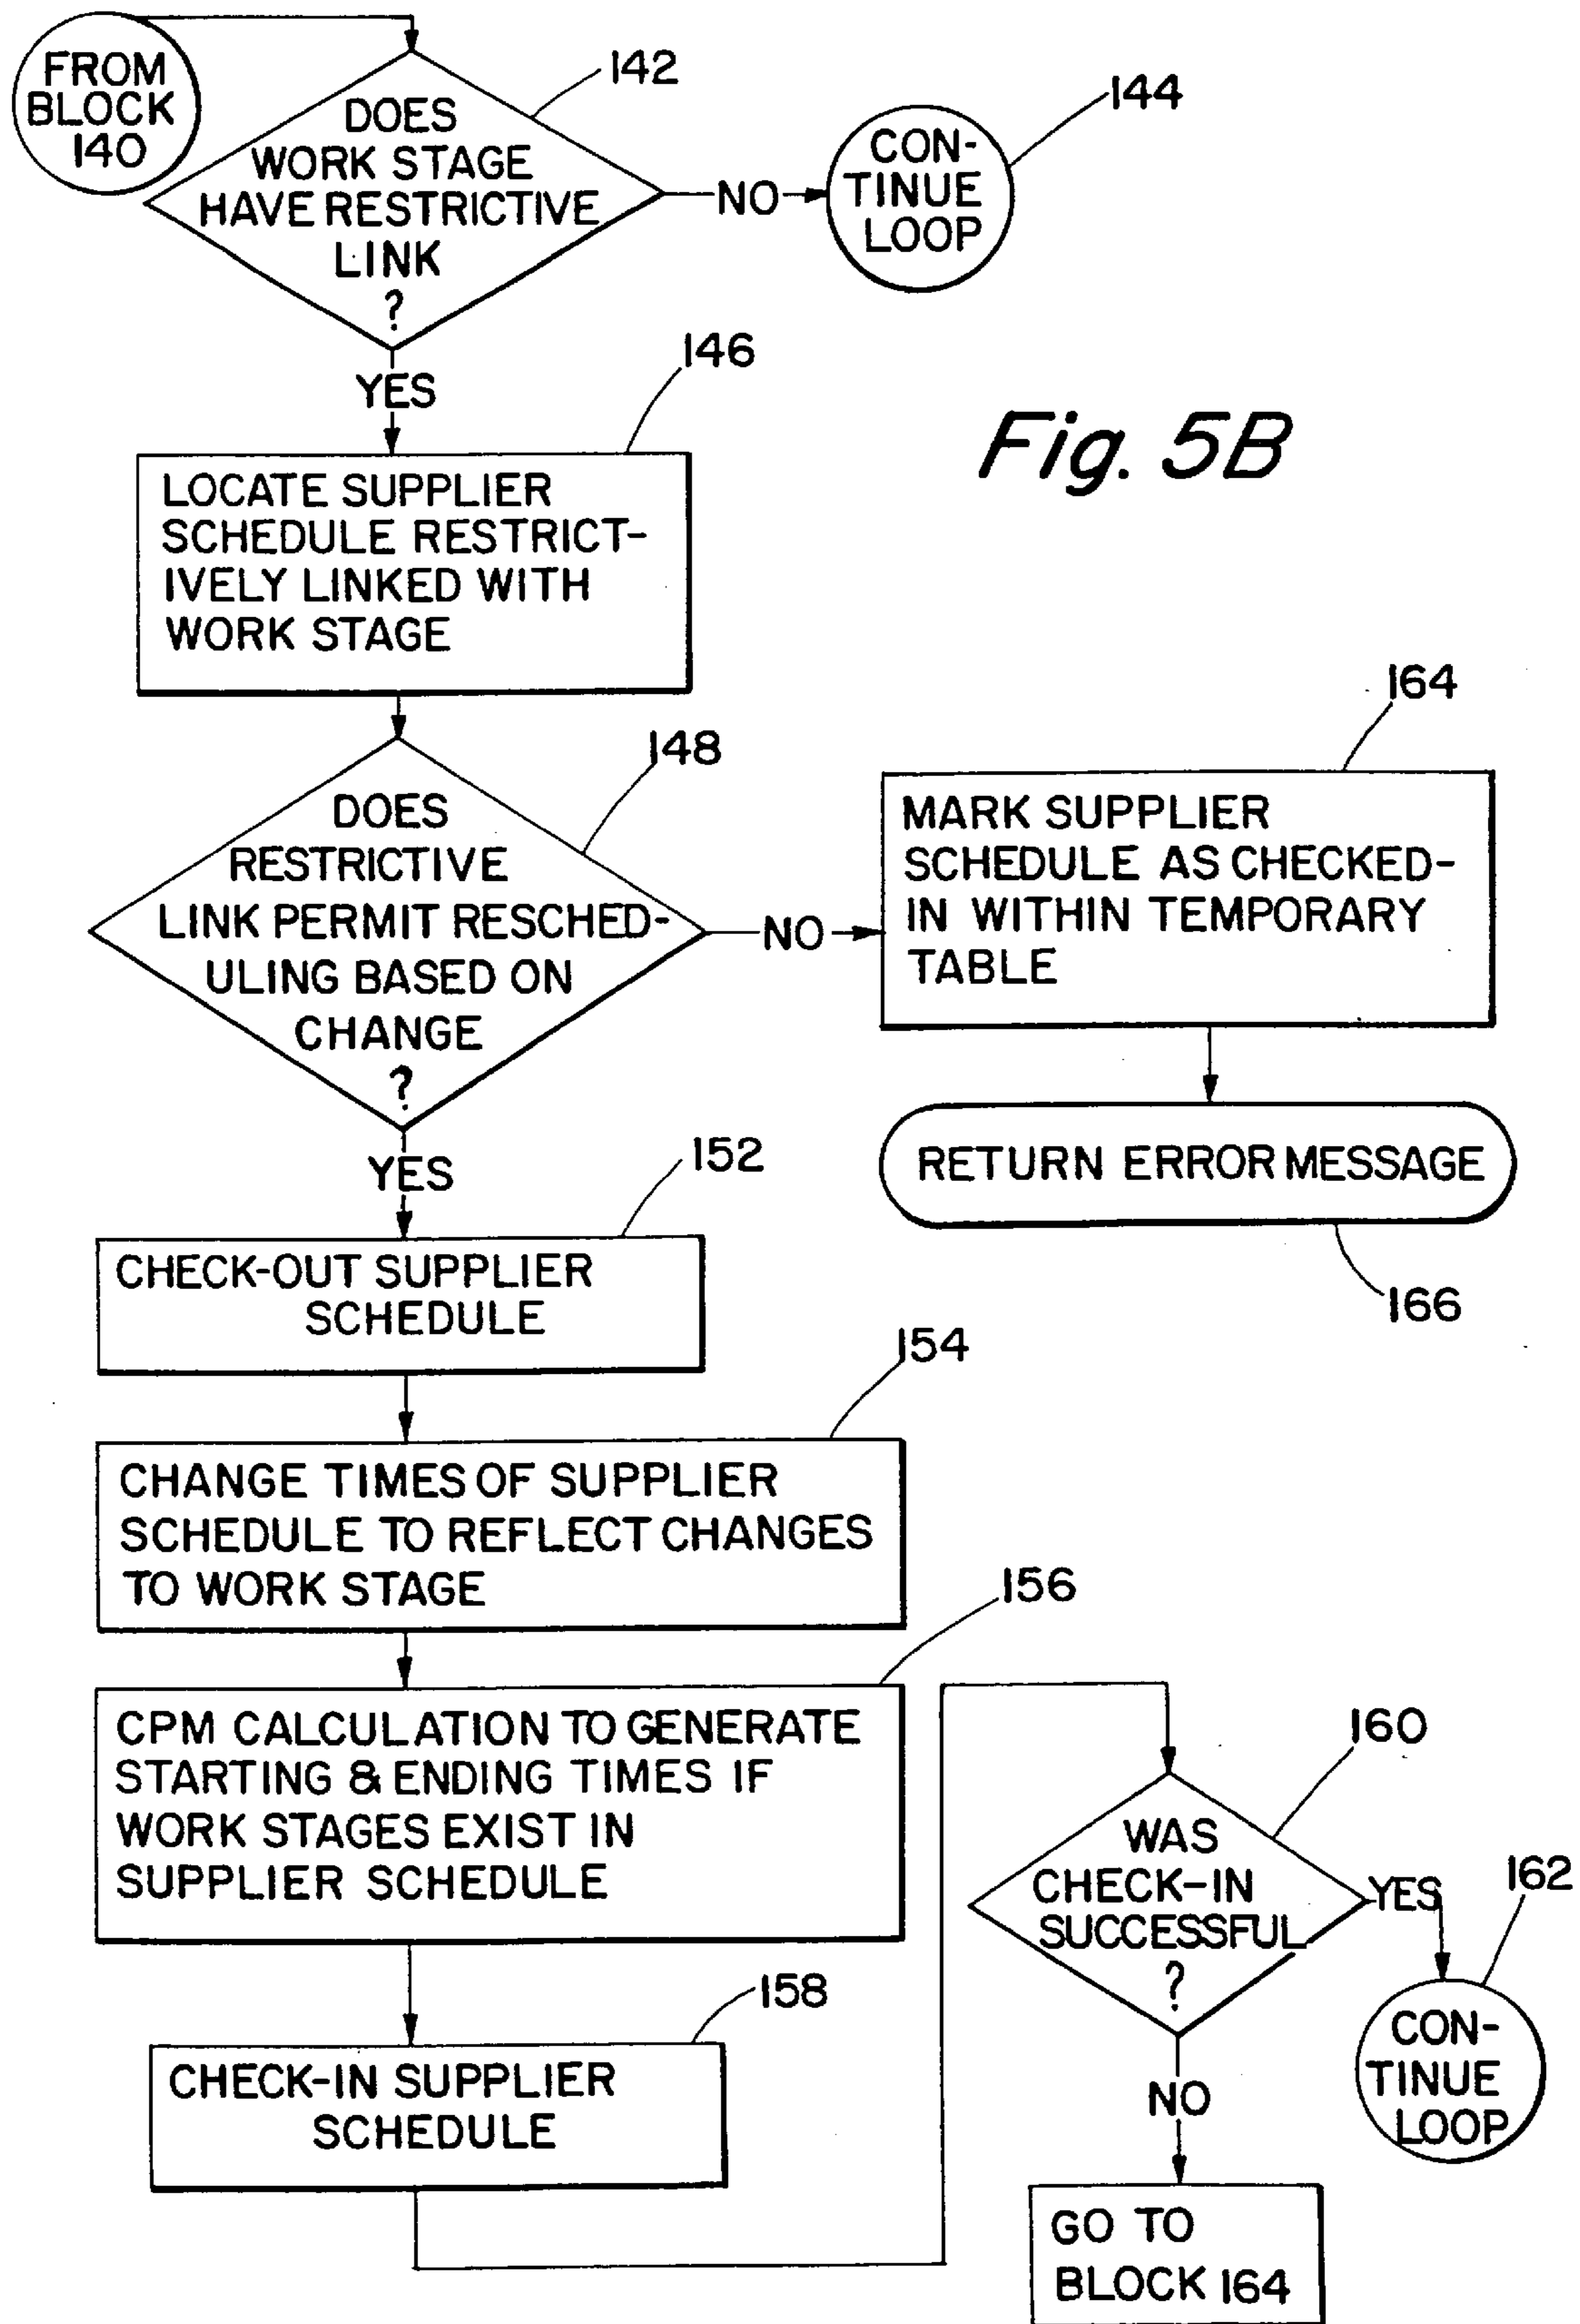 FROM
BLOCK
140
142
DOES
WORK STAGE
HAVE RESTRICTIVE
LINK
?
NO
144
CON-
TINUE
LOOP
YES
146
LOCATE SUPPLIER
SCHEDULE RESTRICT-
IVELY LINKED WITH
WORK STAGE
Fig. 5B
148
DOES
RESTRICTIVE
LINK PERMIT RESCHED-
ULING BASED ON
CHANGE
?
NO
164
MARK SUPPLIER
SCHEDULE AS CHECKED-
IN WITHIN TEMPORARY
TABLE
RETURN ERROR MESSAGE
166
YES
152
CHECK-OUT SUPPLIER
SCHEDULE
154
CHANGE TIMES OF SUPPLIER
SCHEDULE TO REFLECT CHANGES
TO WORK STAGE
156
CPM CALCULATION TO GENERATE
STARTING & ENDING TIMES IF
WORK STAGES EXIST IN
SUPPLIER SCHEDULE
158
CHECK-IN SUPPLIER
SCHEDULE
160
WAS
CHECK-IN
SUCCESSFUL
?
YES
162
CON-
TINUE
LOOP
NO
GO TO
BLOCK 164